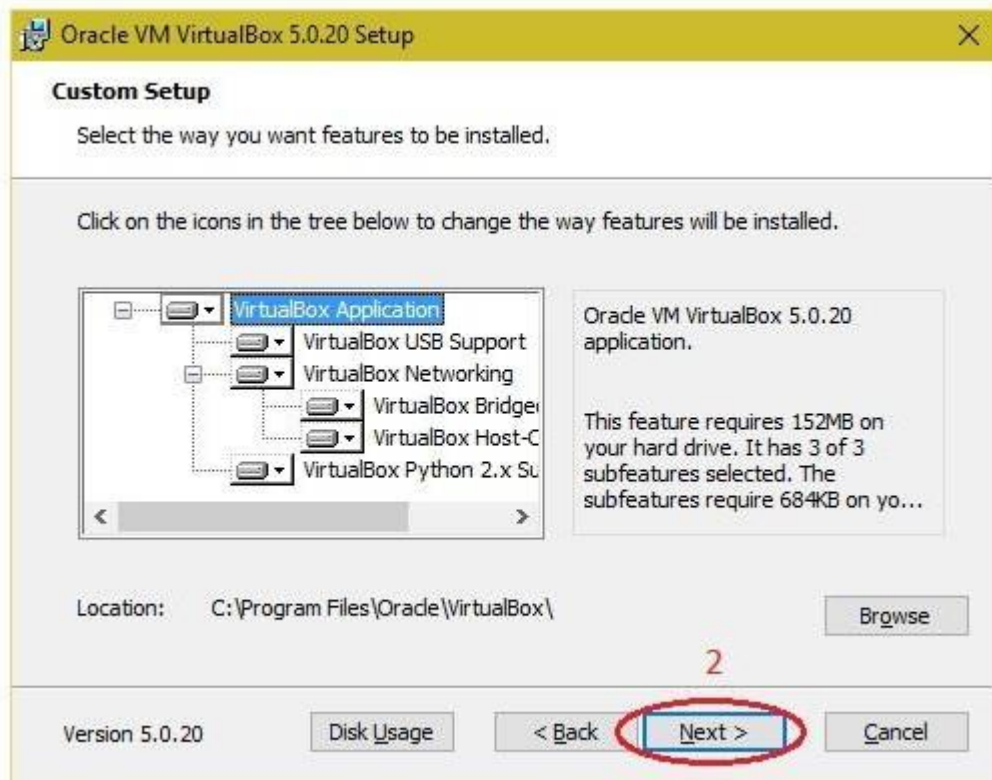 Oracle VM VirtualBox 5.0.20 Setup
Custom Setup
Select the way you want features to be installed.
Click on the icons in the tree below to change the way features will be installed.
VirtualBox Application
VirtualBox USB Support
VirtualBox Networking
VirtualBox Bridge
VirtualBox Host-C
VirtualBox Python 2.x Su
Oracle VM VirtualBox 5.0.20
application.
This feature requires 152MB on
your hard drive. It has 3 of 3
subfeatures selected. The
subfeatures require 684KB on yo...
Location: C:\Program Files\Oracle\VirtualBox\
Browse
2
Version 5.0.20 Disk Usage < Back Next > Cancel